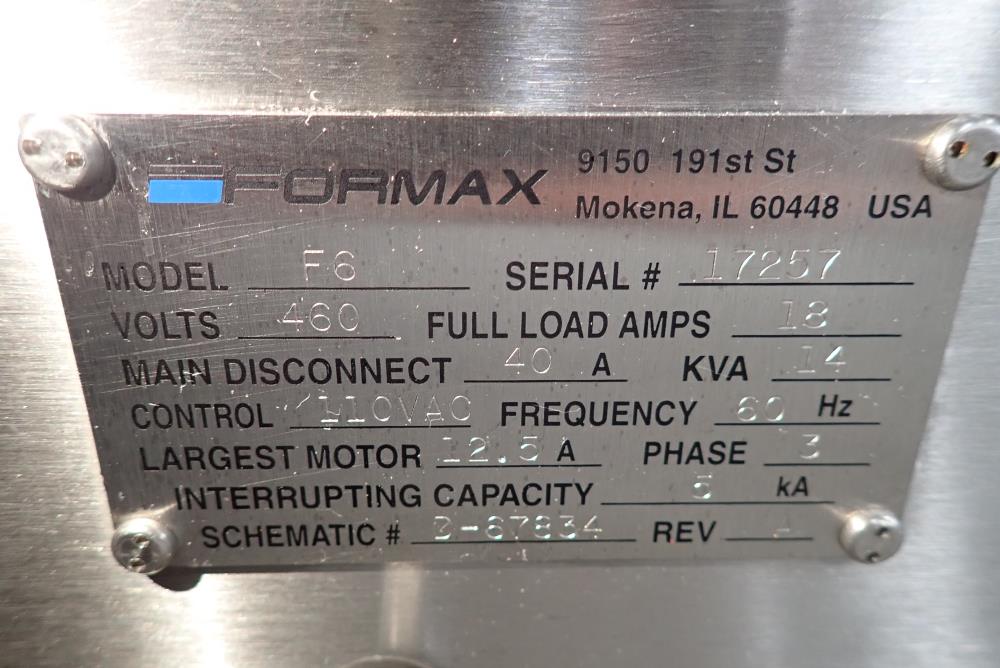 FORMAX
9150 191st St
Mokena, IL 60448 USA
MODEL F6 SERIAL # 17257
VOLTS 460 FULL LOAD AMPS 18
MAIN DISCONNECT 40 A KVA 14
CONTROL 110VAC FREQUENCY 60 Hz
LARGEST MOTOR 12.5 A PHASE 3
INTERRUPTING CAPACITY 5 kA
SCHEMATIC # D-67834 REV